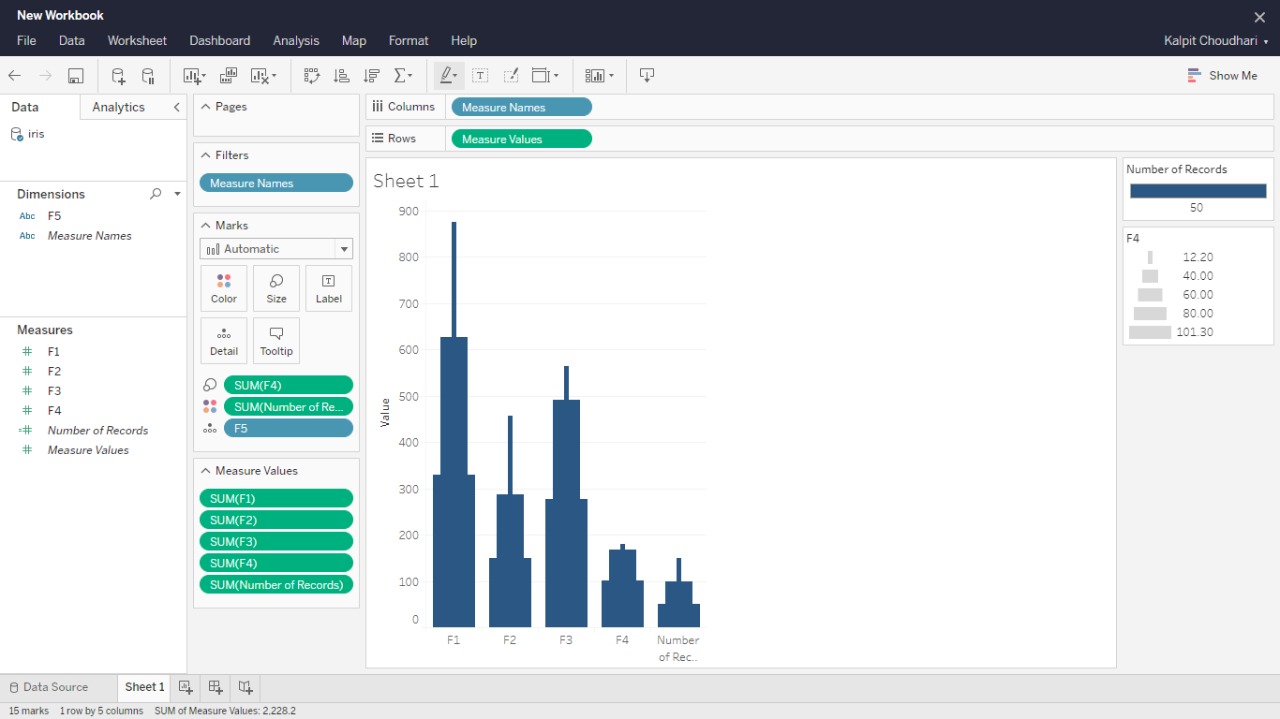 New Workbook
File Data Worksheet Dashboard Analysis Map Format Help
Kalpit Choudhari
Show Me
Data Analytics
iris
Dimensions
Abc F5
Abc Measure Names
Measures
# F1
# F2
# F3
# F4
=# Number of Records
# Measure Values
Pages
Filters
Measure Names
Marks
Automatic
Color Size Label
Detail Tooltip
SUM(F4)
SUM(Number of Re...
F5
Measure Values
SUM(F1)
SUM(F2)
SUM(F3)
SUM(F4)
SUM(Number of Records)
Columns Measure Names
Rows Measure Values
Sheet 1
900
800
700
600
500
400
300
200
100
0
Value
F1 F2 F3 F4 Number
of Rec..
Number of Records
50
F4
12.20
40.00
60.00
80.00
101.30
Data Source Sheet 1
15 marks 1 row by 5 columns SUM of Measure Values: 2,228.2